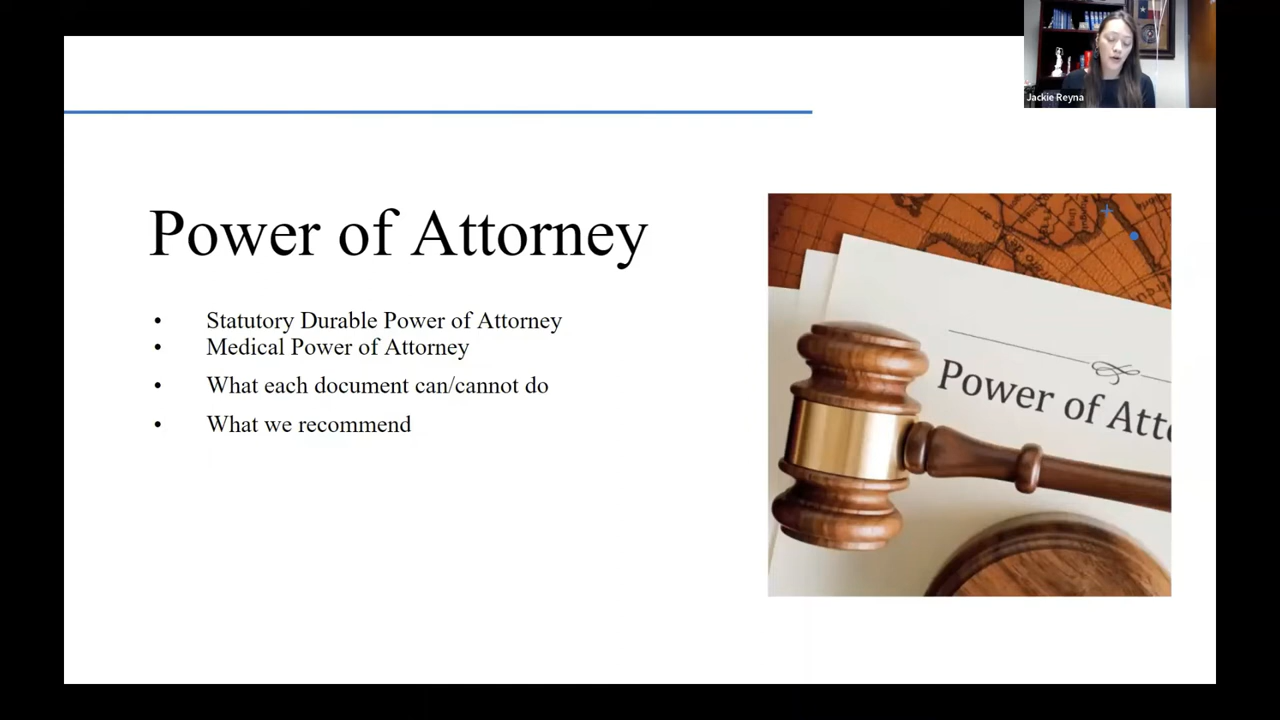 Jackie Reyna
Power of Attorney
• Statutory Durable Power of Attorney
• Medical Power of Attorney
• What each document can/cannot do
• What we recommend
Power of Atto